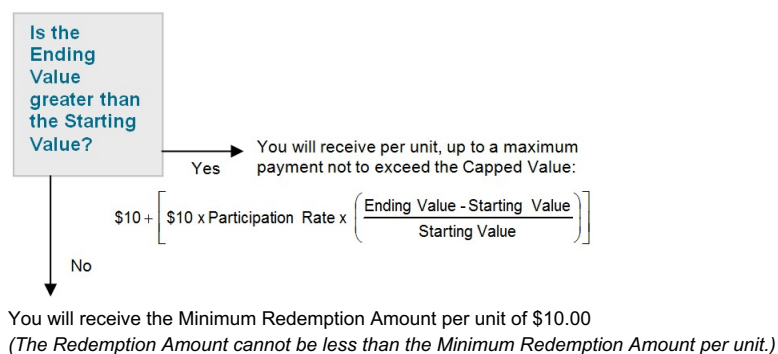 Is the
Ending
Value
greater than
the Starting
Value?
Yes
You will receive per unit, up to a maximum
payment not to exceed the Capped Value:
$10 + [ $10 x Participation Rate x ( Ending Value - Starting Value
Starting Value ) ]
No
You will receive the Minimum Redemption Amount per unit of $10.00
(The Redemption Amount cannot be less than the Minimum Redemption Amount per unit.)